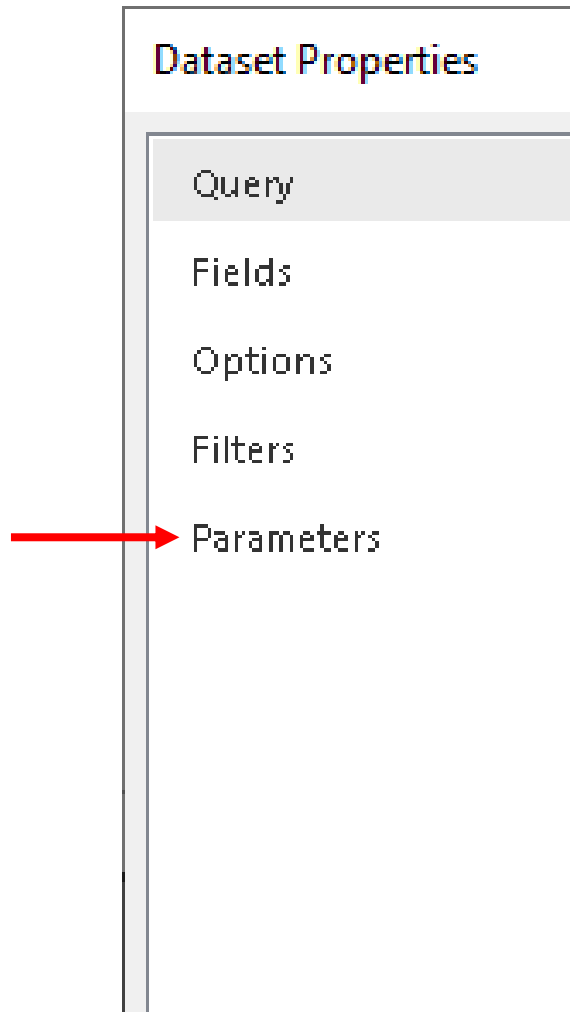 Dataset Properties
Query
Fields
Options
Filters
Parameters